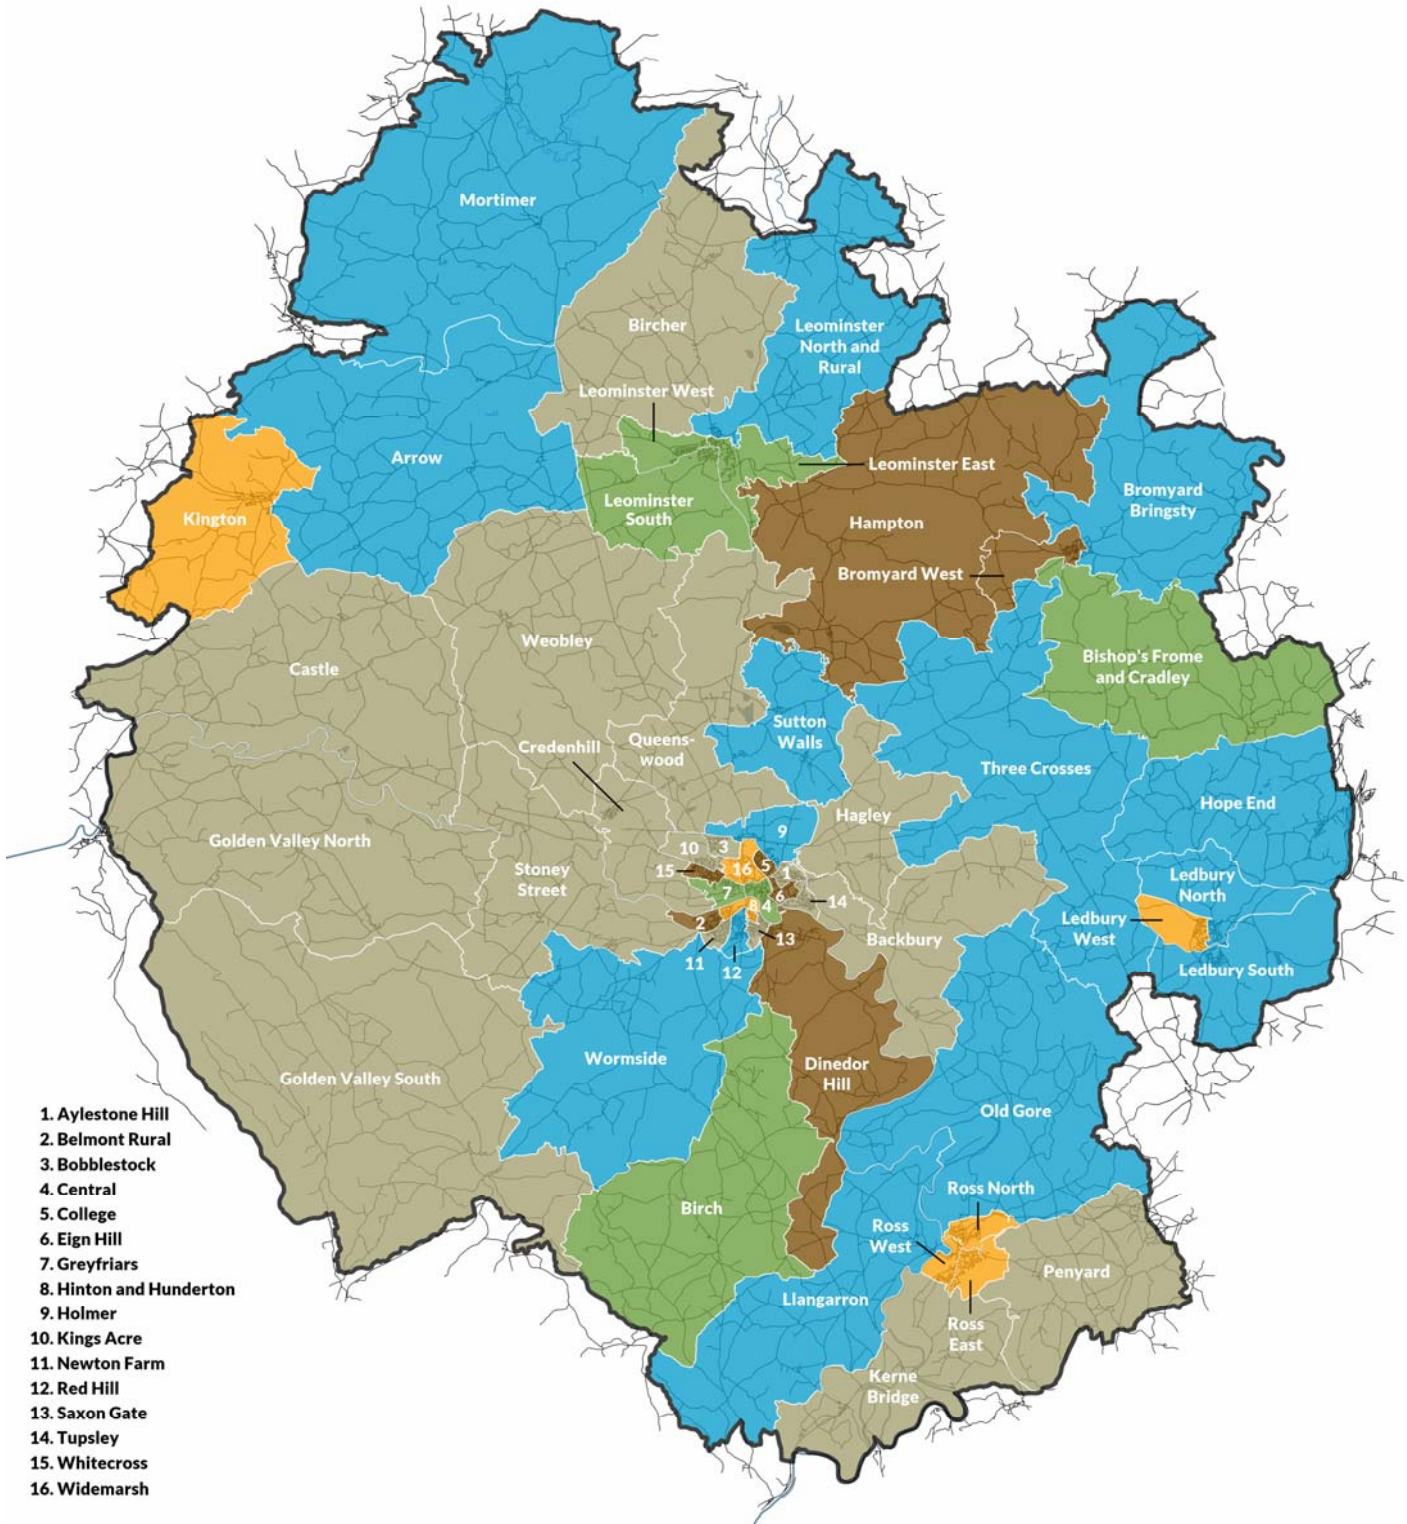 Mortimer
Bircher
Leominster
North and
Rural
Leominster West
Arrow
Leominster East
Kington
Leominster
South
Hampton
Bromyard
Bringsty
Bromyard West
Weobley
Castle
Bishop's Frome
and Cradley
Sutton
Walls
Credenhill
Queens-
wood
Three Crosses
Hope End
Golden Valley North
Hagley
9
10
3
16
5
1
15
7
6
14
8
4
2
13
11
12
Stoney
Street
Ledbury
North
Ledbury
West
Backbury
Ledbury South
Wormside
Dinedor
Hill
Golden Valley South
Old Gore
Ross North
Birch
Ross
West
Penyard
Llangarron
Ross
East
Kerne
Bridge
1. Aylestone Hill
2. Belmont Rural
3. Bobblestock
4. Central
5. College
6. Eign Hill
7. Greyfriars
8. Hinton and Hunderton
9. Holmer
10. Kings Acre
11. Newton Farm
12. Red Hill
13. Saxon Gate
14. Tupsley
15. Whitecross
16. Widemarsh